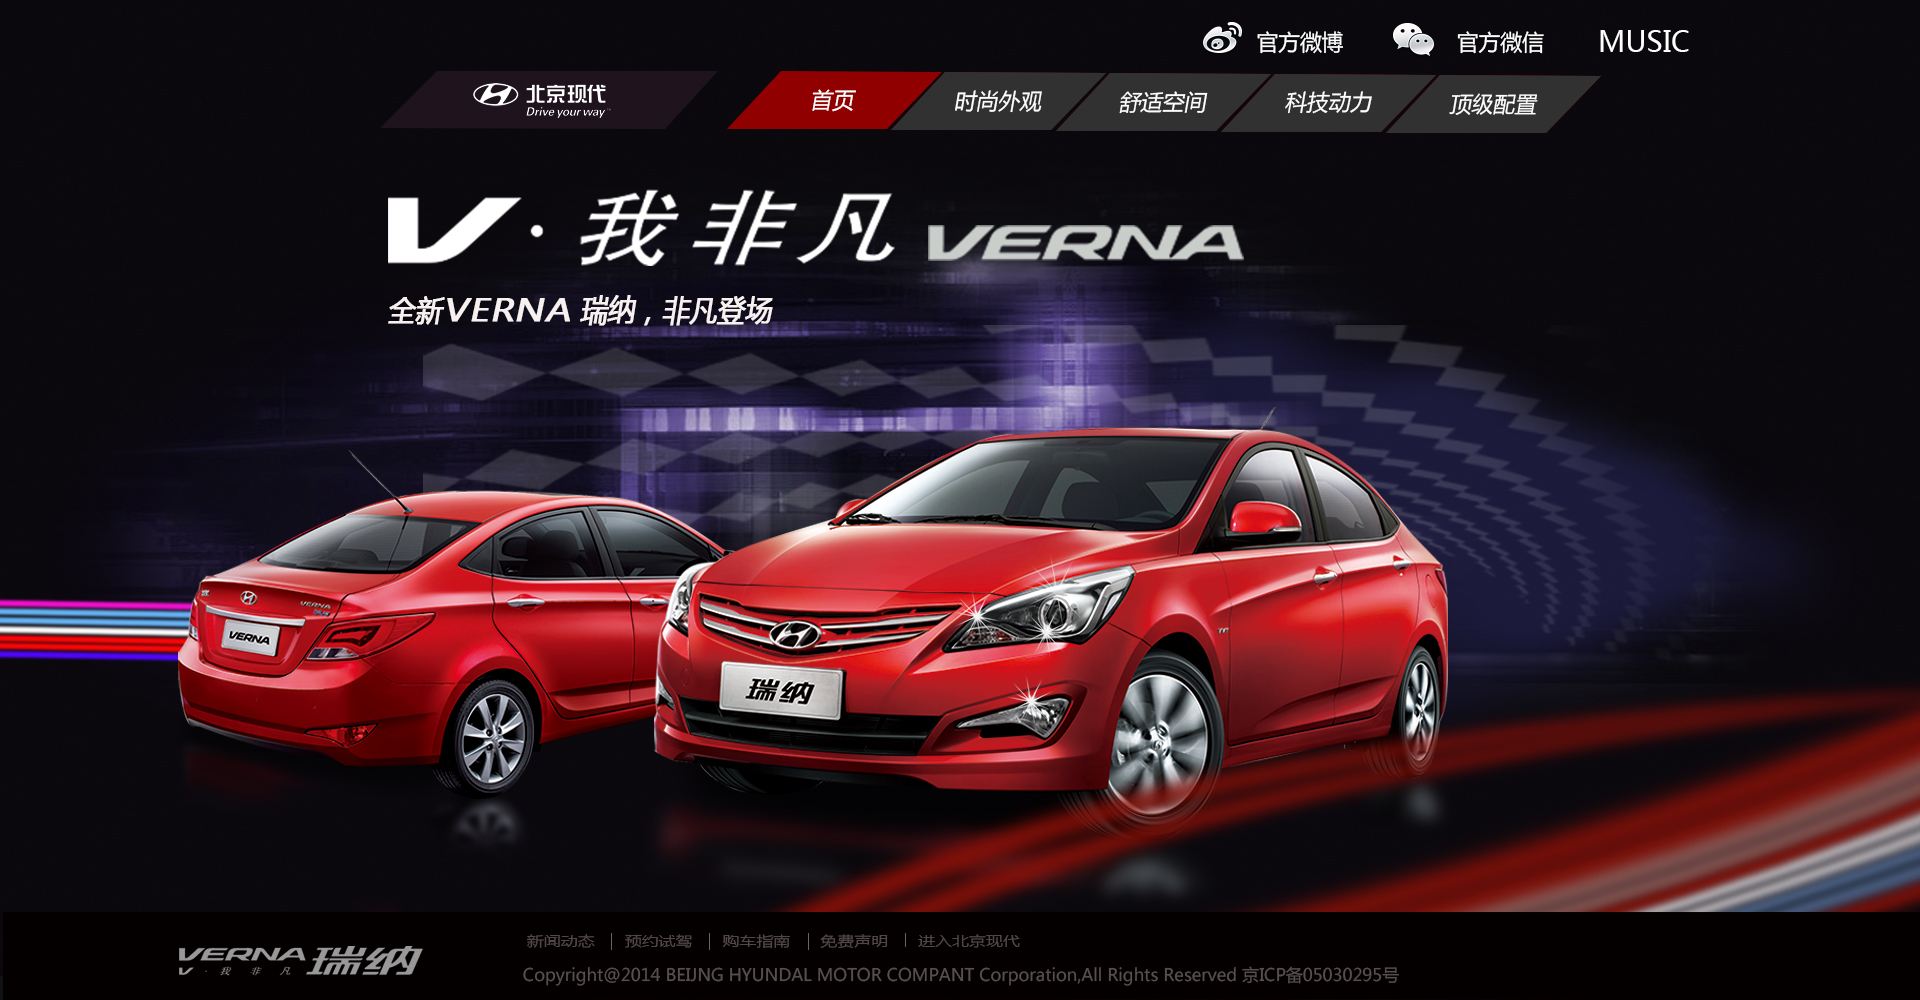 官方微博 官方微信 MUSIC
北京现代
Drive your way
首页 时尚外观 舒适空间 科技动力 顶级配置
V·我非凡 VERNA
全新VERNA 瑞纳，非凡登场
VERNA
VERNA
瑞纳
VERNA瑞纳
V·我非凡
新闻动态 | 预约试驾 | 购车指南 | 免费声明 | 进入北京现代
Copyright@2014 BEIJNG HYUNDAL MOTOR COMPANT Corporation,All Rights Reserved 京ICP备05030295号